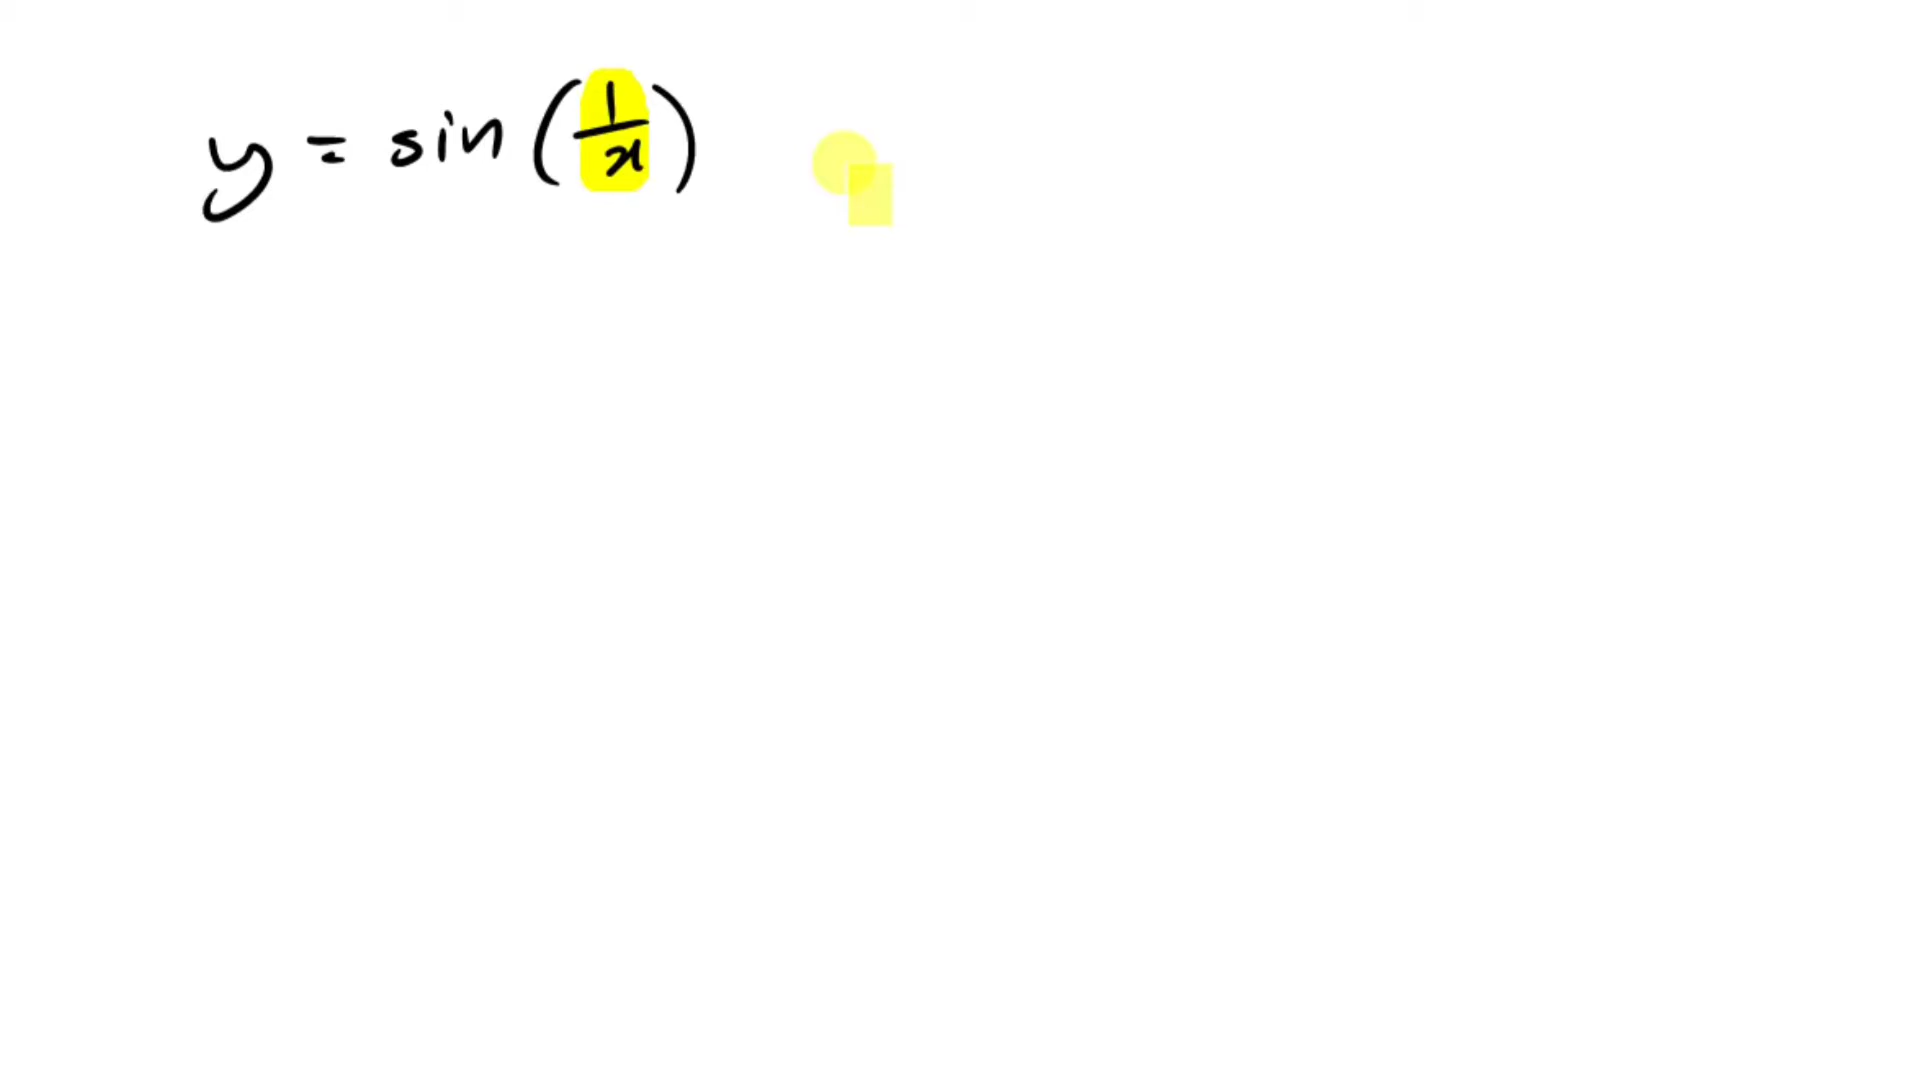 y = sin (1/x)